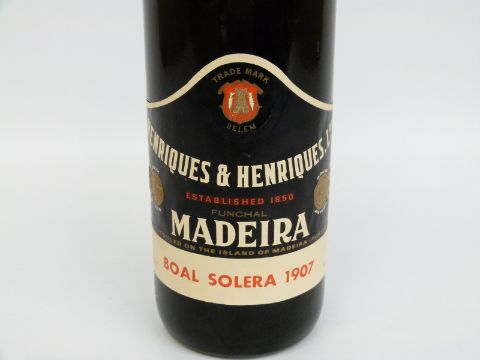 TRADE MARK
BELEM
HENRIQUES & HENRIQUES, L
ESTABLISHED 1850
FUNCHAL
MADEIRA
ON THE ISLAND OF MADEIRA
BOAL SOLERA 1907